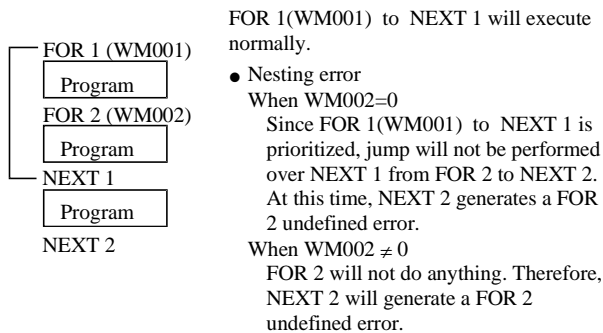 FOR 1 (WM001)
Program
FOR 2 (WM002)
Program
NEXT 1
Program
NEXT 2
FOR 1(WM001) to NEXT 1 will execute
normally.
● Nesting error
When WM002=0
Since FOR 1(WM001) to NEXT 1 is
prioritized, jump will not be performed
over NEXT 1 from FOR 2 to NEXT 2.
At this time, NEXT 2 generates a FOR
2 undefined error.
When WM002 ≠ 0
FOR 2 will not do anything. Therefore,
NEXT 2 will generate a FOR 2
undefined error.